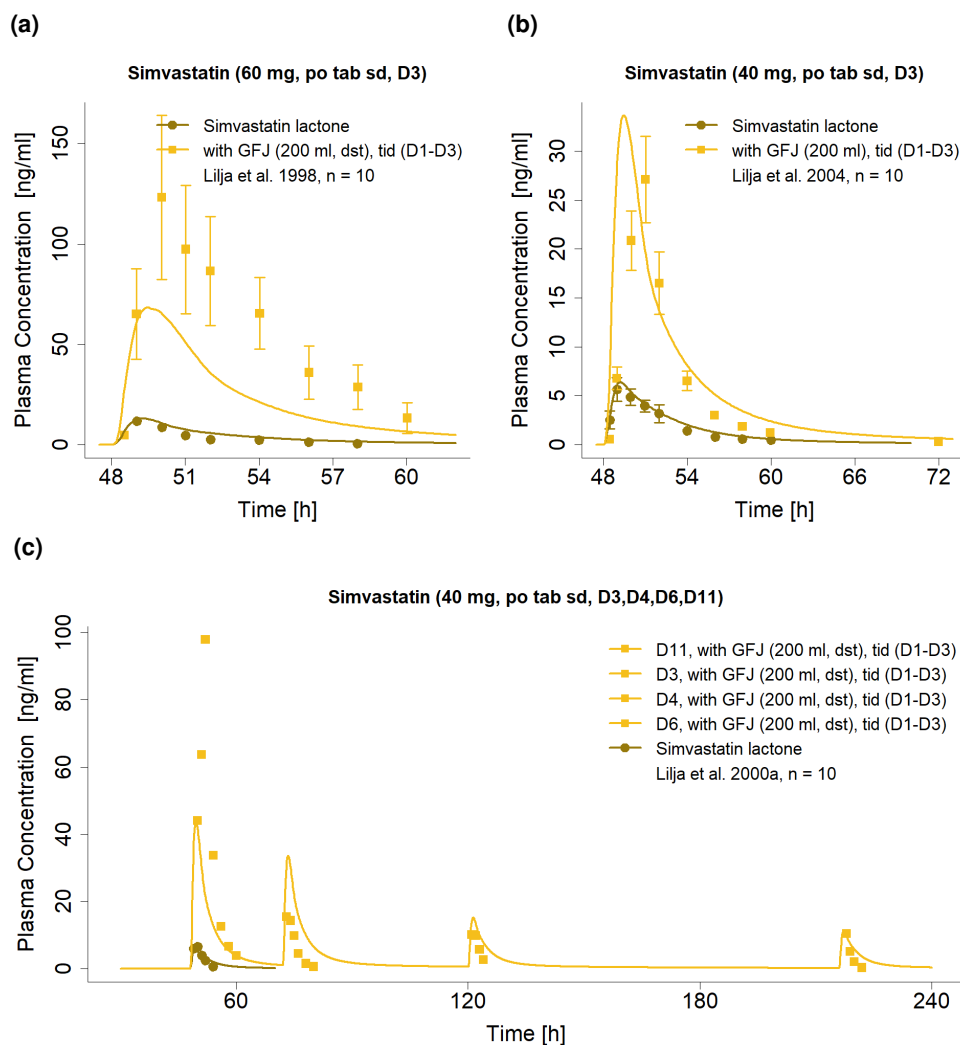 (a)
Simvastatin (60 mg, po tab sd, D3)
Plasma Concentration [ng/ml]
150
100
50
0
Simvastatin lactone
with GFJ (200 ml, dst), tid (D1-D3)
Lilja et al. 1998, n = 10
48
51
54
57
60
Time [h]
(b)
Simvastatin (40 mg, po tab sd, D3)
Plasma Concentration [ng/ml]
30
25
20
15
10
5
0
Simvastatin lactone
with GFJ (200 ml), tid (D1-D3)
Lilja et al. 2004, n = 10
48
54
60
66
72
Time [h]
(c)
Simvastatin (40 mg, po tab sd, D3,D4,D6,D11)
Plasma Concentration [ng/ml]
100
80
60
40
20
0
D11, with GFJ (200 ml, dst), tid (D1-D3)
D3, with GFJ (200 ml, dst), tid (D1-D3)
D4, with GFJ (200 ml, dst), tid (D1-D3)
D6, with GFJ (200 ml, dst), tid (D1-D3)
Simvastatin lactone
Lilja et al. 2000a, n = 10
60
120
180
240
Time [h]